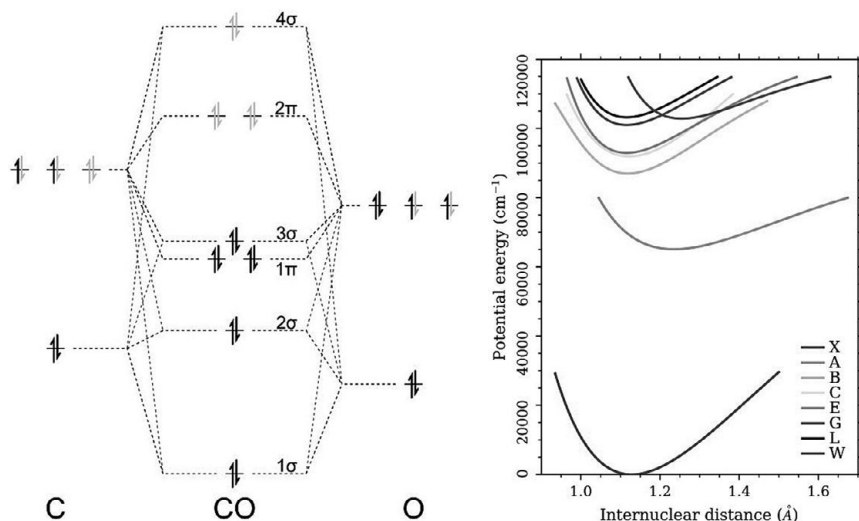 4σ
2π
3σ
1π
2σ
1σ
C CO O
Potential energy (cm⁻¹)
120000
100000
80000
60000
40000
20000
0
1.0 1.2 1.4 1.6
Internuclear distance (Å)
X
A
B
C
E
G
L
W